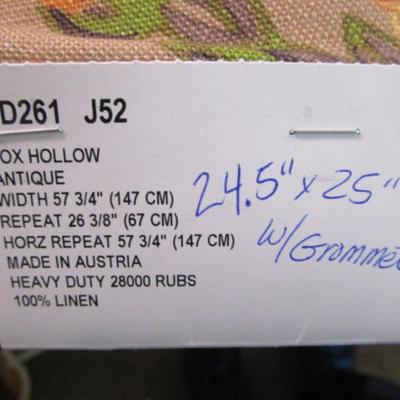 D261 J52
OX HOLLOW
ANTIQUE
WIDTH 57 3/4" (147 CM)
REPEAT 26 3/8" (67 CM)
HORZ REPEAT 57 3/4" (147 CM)
MADE IN AUSTRIA
HEAVY DUTY 28000 RUBS
100% LINEN
24.5" x 25"
w/Gromme